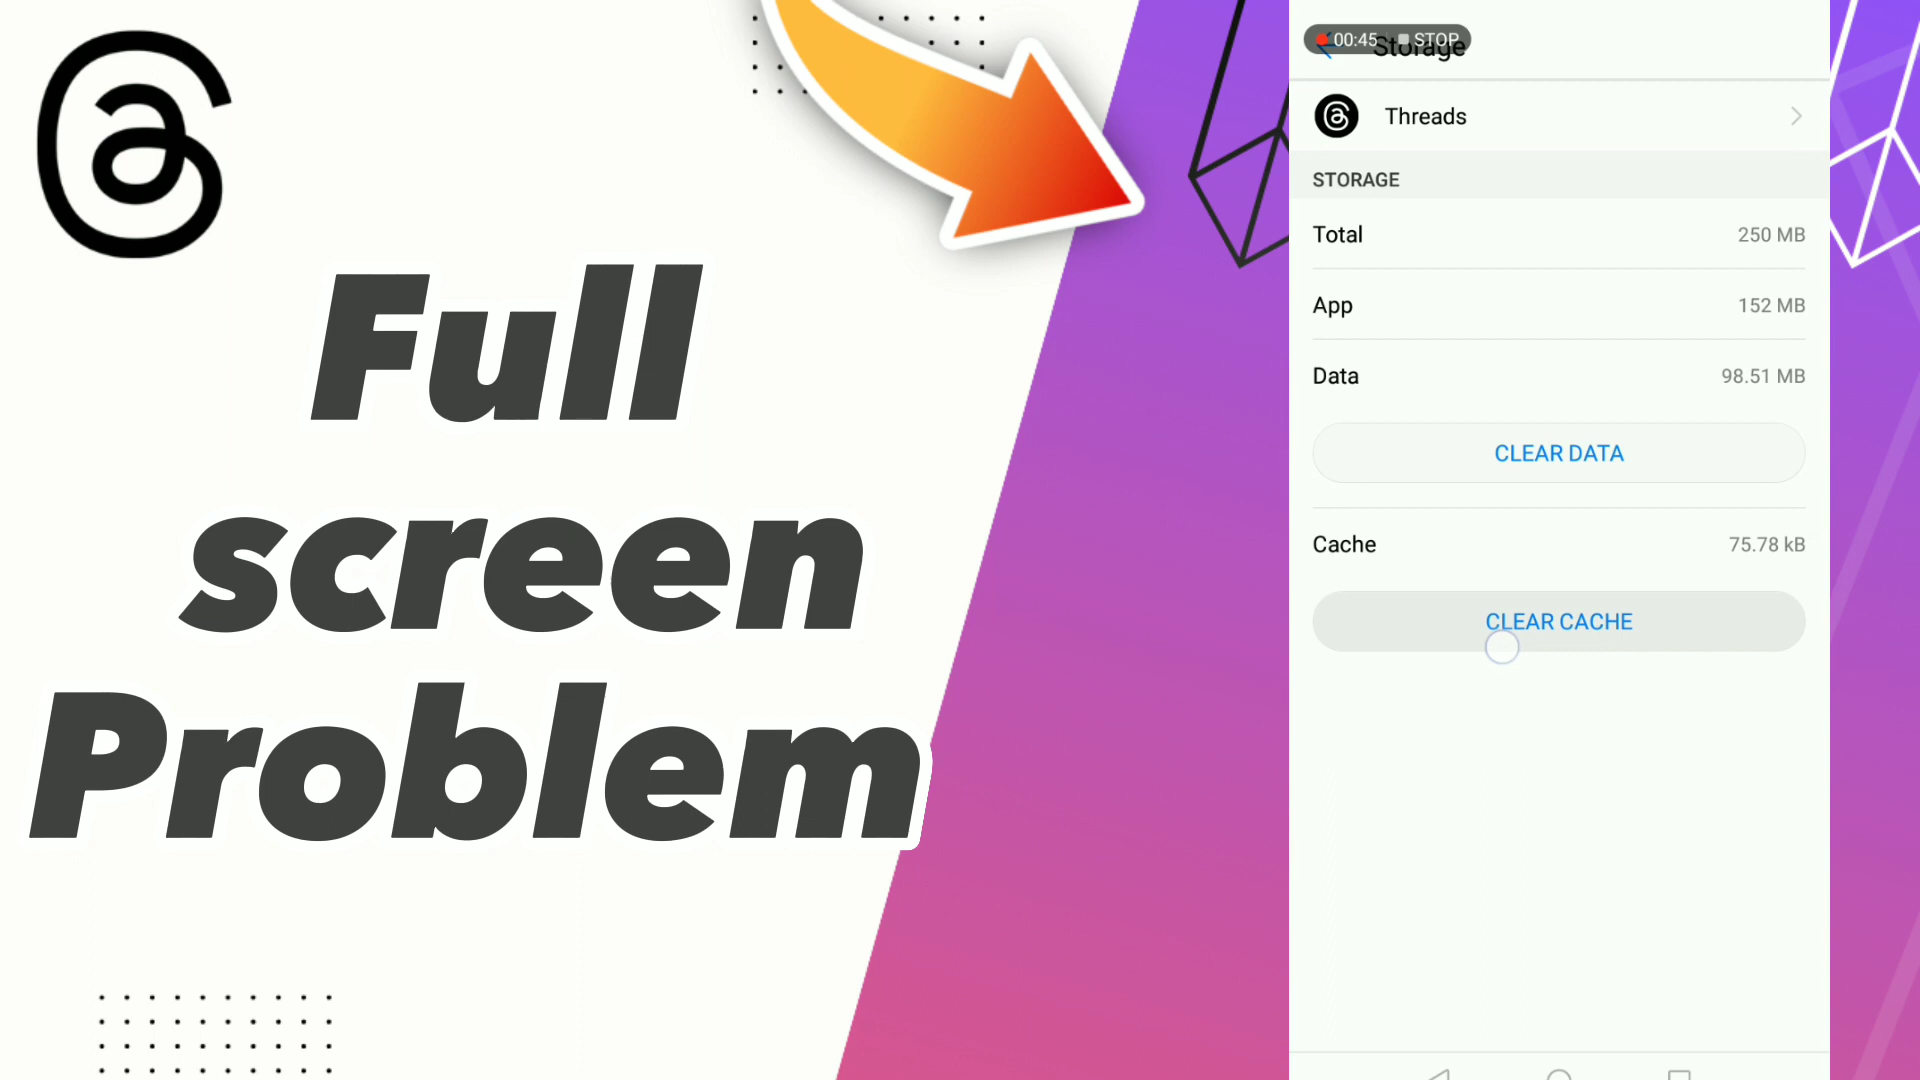 Full
screen
Problem
00:45 STOP
Storage
Threads
STORAGE
Total 250 MB
App 152 MB
Data 98.51 MB
CLEAR DATA
Cache 75.78 kB
CLEAR CACHE